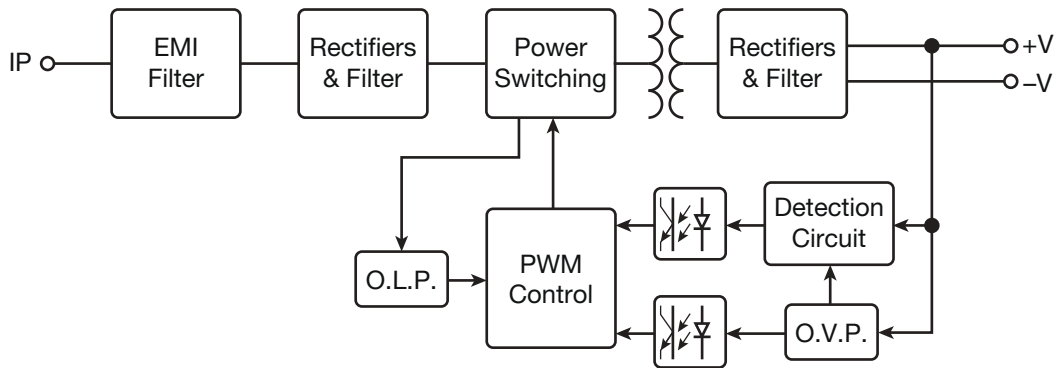 IP
EMI
Filter
Rectifiers
& Filter
Power
Switching
Rectifiers
& Filter
+V
–V
O.L.P.
PWM
Control
Detection
Circuit
O.V.P.